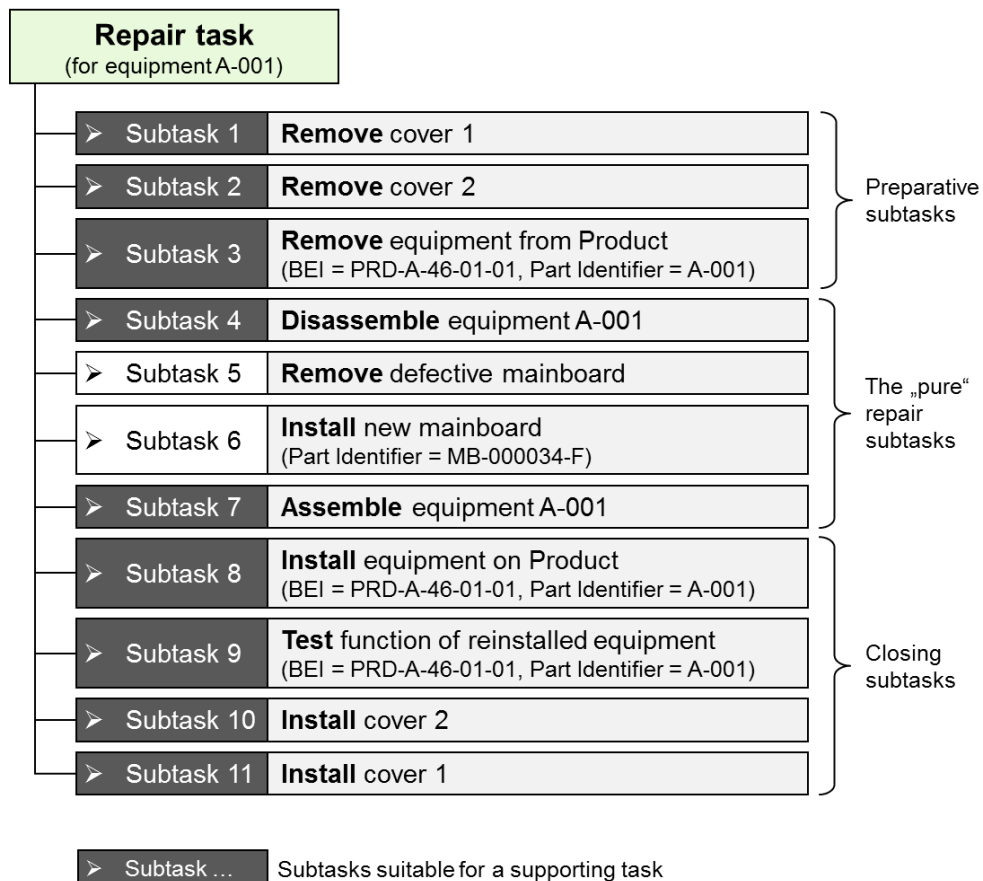 Repair task
(for equipment A-001)
➢ Subtask 1 Remove cover 1
➢ Subtask 2 Remove cover 2
➢ Subtask 3 Remove equipment from Product
(BEI = PRD-A-46-01-01, Part Identifier = A-001)
Preparative
subtasks
➢ Subtask 4 Disassemble equipment A-001
➢ Subtask 5 Remove defective mainboard
➢ Subtask 6 Install new mainboard
(Part Identifier = MB-000034-F)
➢ Subtask 7 Assemble equipment A-001
The „pure“
repair
subtasks
➢ Subtask 8 Install equipment on Product
(BEI = PRD-A-46-01-01, Part Identifier = A-001)
➢ Subtask 9 Test function of reinstalled equipment
(BEI = PRD-A-46-01-01, Part Identifier = A-001)
➢ Subtask 10 Install cover 2
➢ Subtask 11 Install cover 1
Closing
subtasks
➢ Subtask … Subtasks suitable for a supporting task